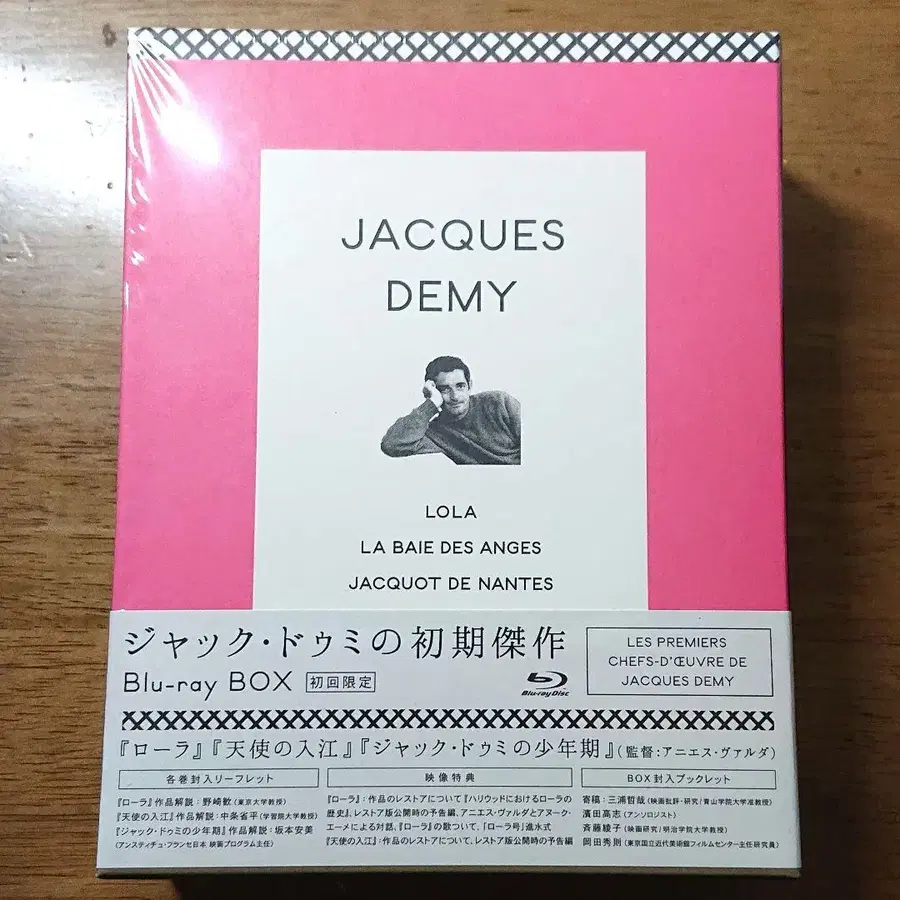 JACQUES
DEMY
LOLA
LA BAIE DES ANGES
JACQUOT DE NANTES
ジャック・ドゥミの初期傑作
Blu-ray BOX 初回限定
Blu-ray Disc
LES PREMIERS
CHEFS-D'ŒUVRE DE
JACQUES DEMY
『ローラ』『天使の入江』『ジャック・ドゥミの少年期』(監督:アニエス・ヴァルダ)
各巻封入リーフレット
『ローラ』作品解説:野崎歓(東京大学教授)
『天使の入江』作品解説:中条省平(学習院大学教授)
『ジャック・ドゥミの少年期』作品解説:坂本安美
(アンスティチュ・フランセ日本 映画プログラム主任)
映像特典
『ローラ』:作品のレストアについて『ハリウッドにおけるローラの
歴史』、レストア版公開時の予告編、アニエス・ヴァルダとアヌーク・
エーメによる対話、『ローラ』の歌ついて、「ローラ号」進水式
『天使の入江』:作品のレストアについて、レストア版公開時の予告編
BOX封入ブックレット
寄稿:三浦哲哉(映画批評・研究/青山学院大学准教授)
濱田高志(アンソロジスト)
斉藤綾子(映画研究/明治学院大学教授)
岡田秀則(東京国立近代美術館フィルムセンター主任研究員)